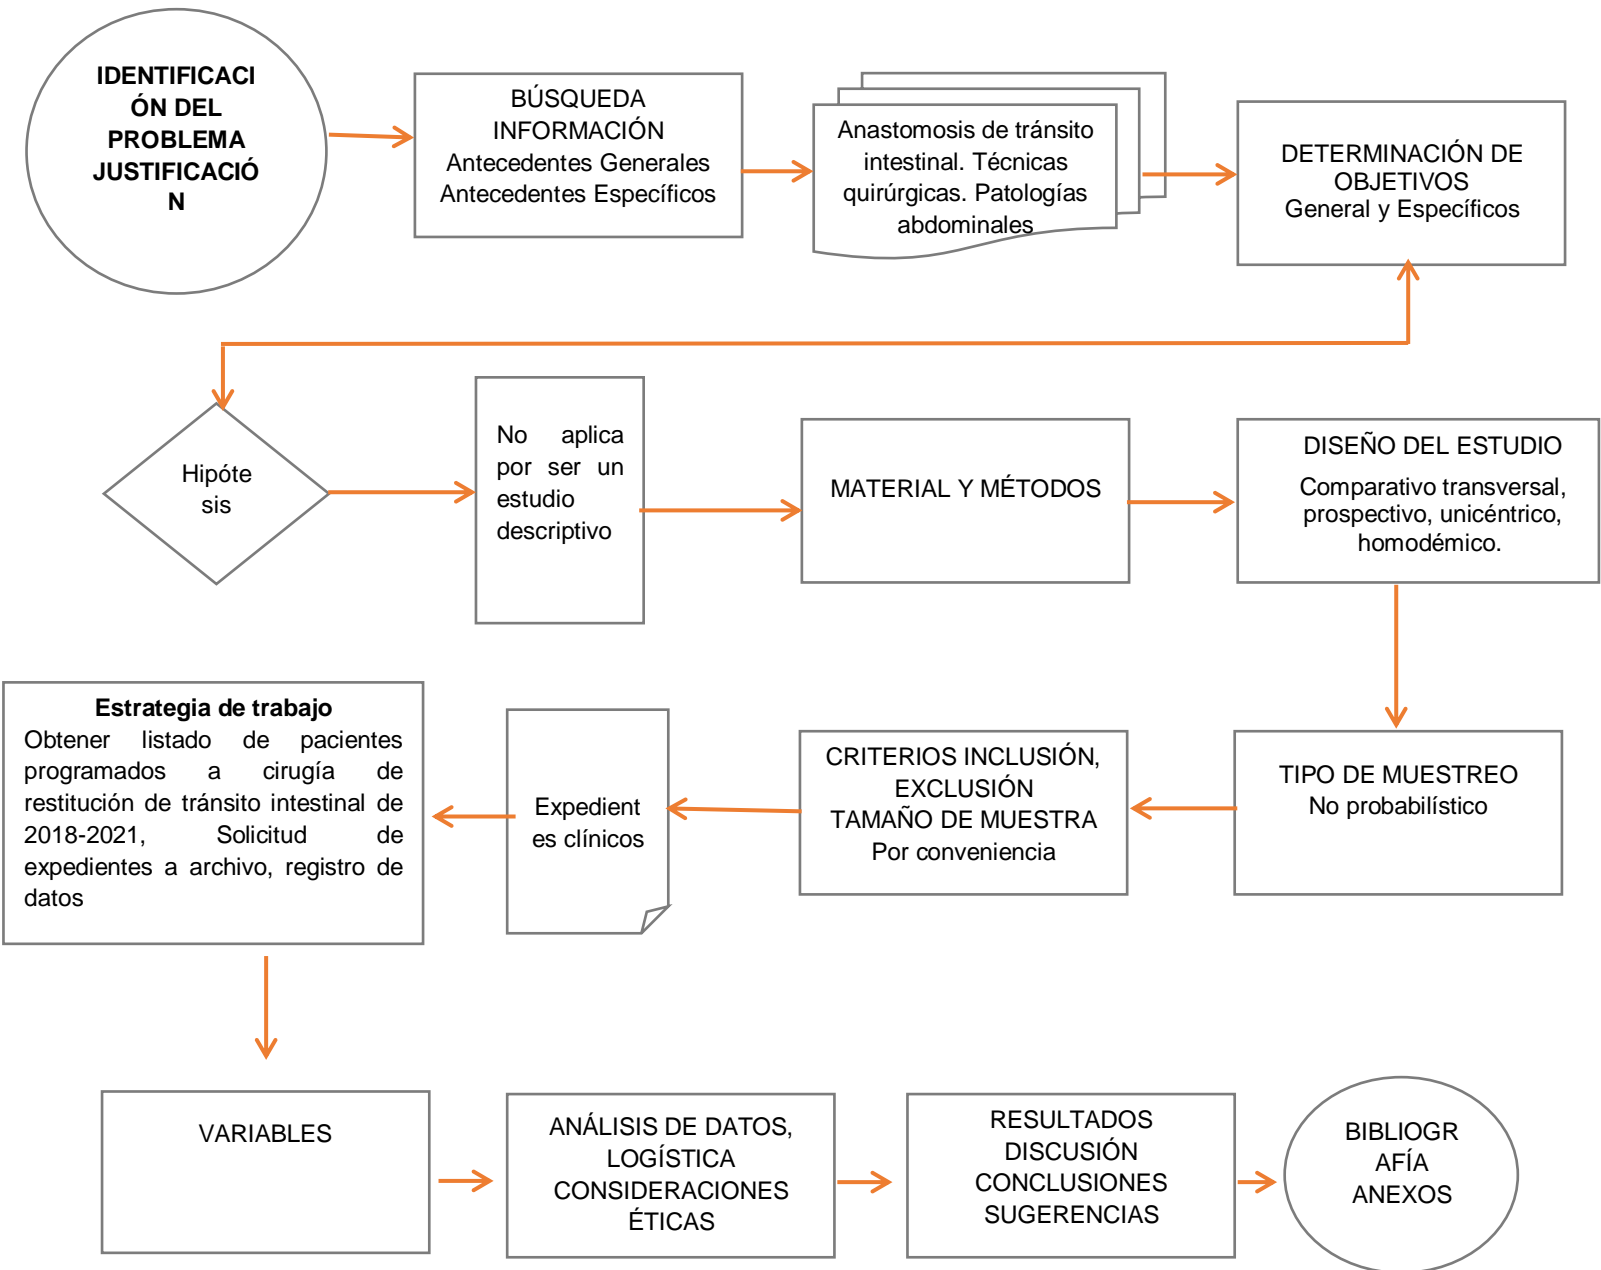 IDENTIFICACI
ÓN DEL
PROBLEMA
JUSTIFICACIÓ
N
BÚSQUEDA
INFORMACIÓN
Antecedentes Generales
Antecedentes Específicos
Anastomosis de tránsito
intestinal. Técnicas
quirúrgicas. Patologías
abdominales
DETERMINACIÓN DE
OBJETIVOS
General y Específicos
Hipóte
sis
No aplica
por ser un
estudio
descriptivo
MATERIAL Y MÉTODOS
DISEÑO DEL ESTUDIO
Comparativo transversal,
prospectivo, unicéntrico,
homodémico.
TIPO DE MUESTREO
No probabilístico
CRITERIOS INCLUSIÓN,
EXCLUSIÓN
TAMAÑO DE MUESTRA
Por conveniencia
Expedient
es clínicos
Estrategia de trabajo
Obtener listado de pacientes
programados a cirugía de
restitución de tránsito intestinal de
2018-2021, Solicitud de
expedientes a archivo, registro de
datos
VARIABLES
ANÁLISIS DE DATOS,
LOGÍSTICA
CONSIDERACIONES
ÉTICAS
RESULTADOS
DISCUSIÓN
CONCLUSIONES
SUGERENCIAS
BIBLIOGR
AFÍA
ANEXOS